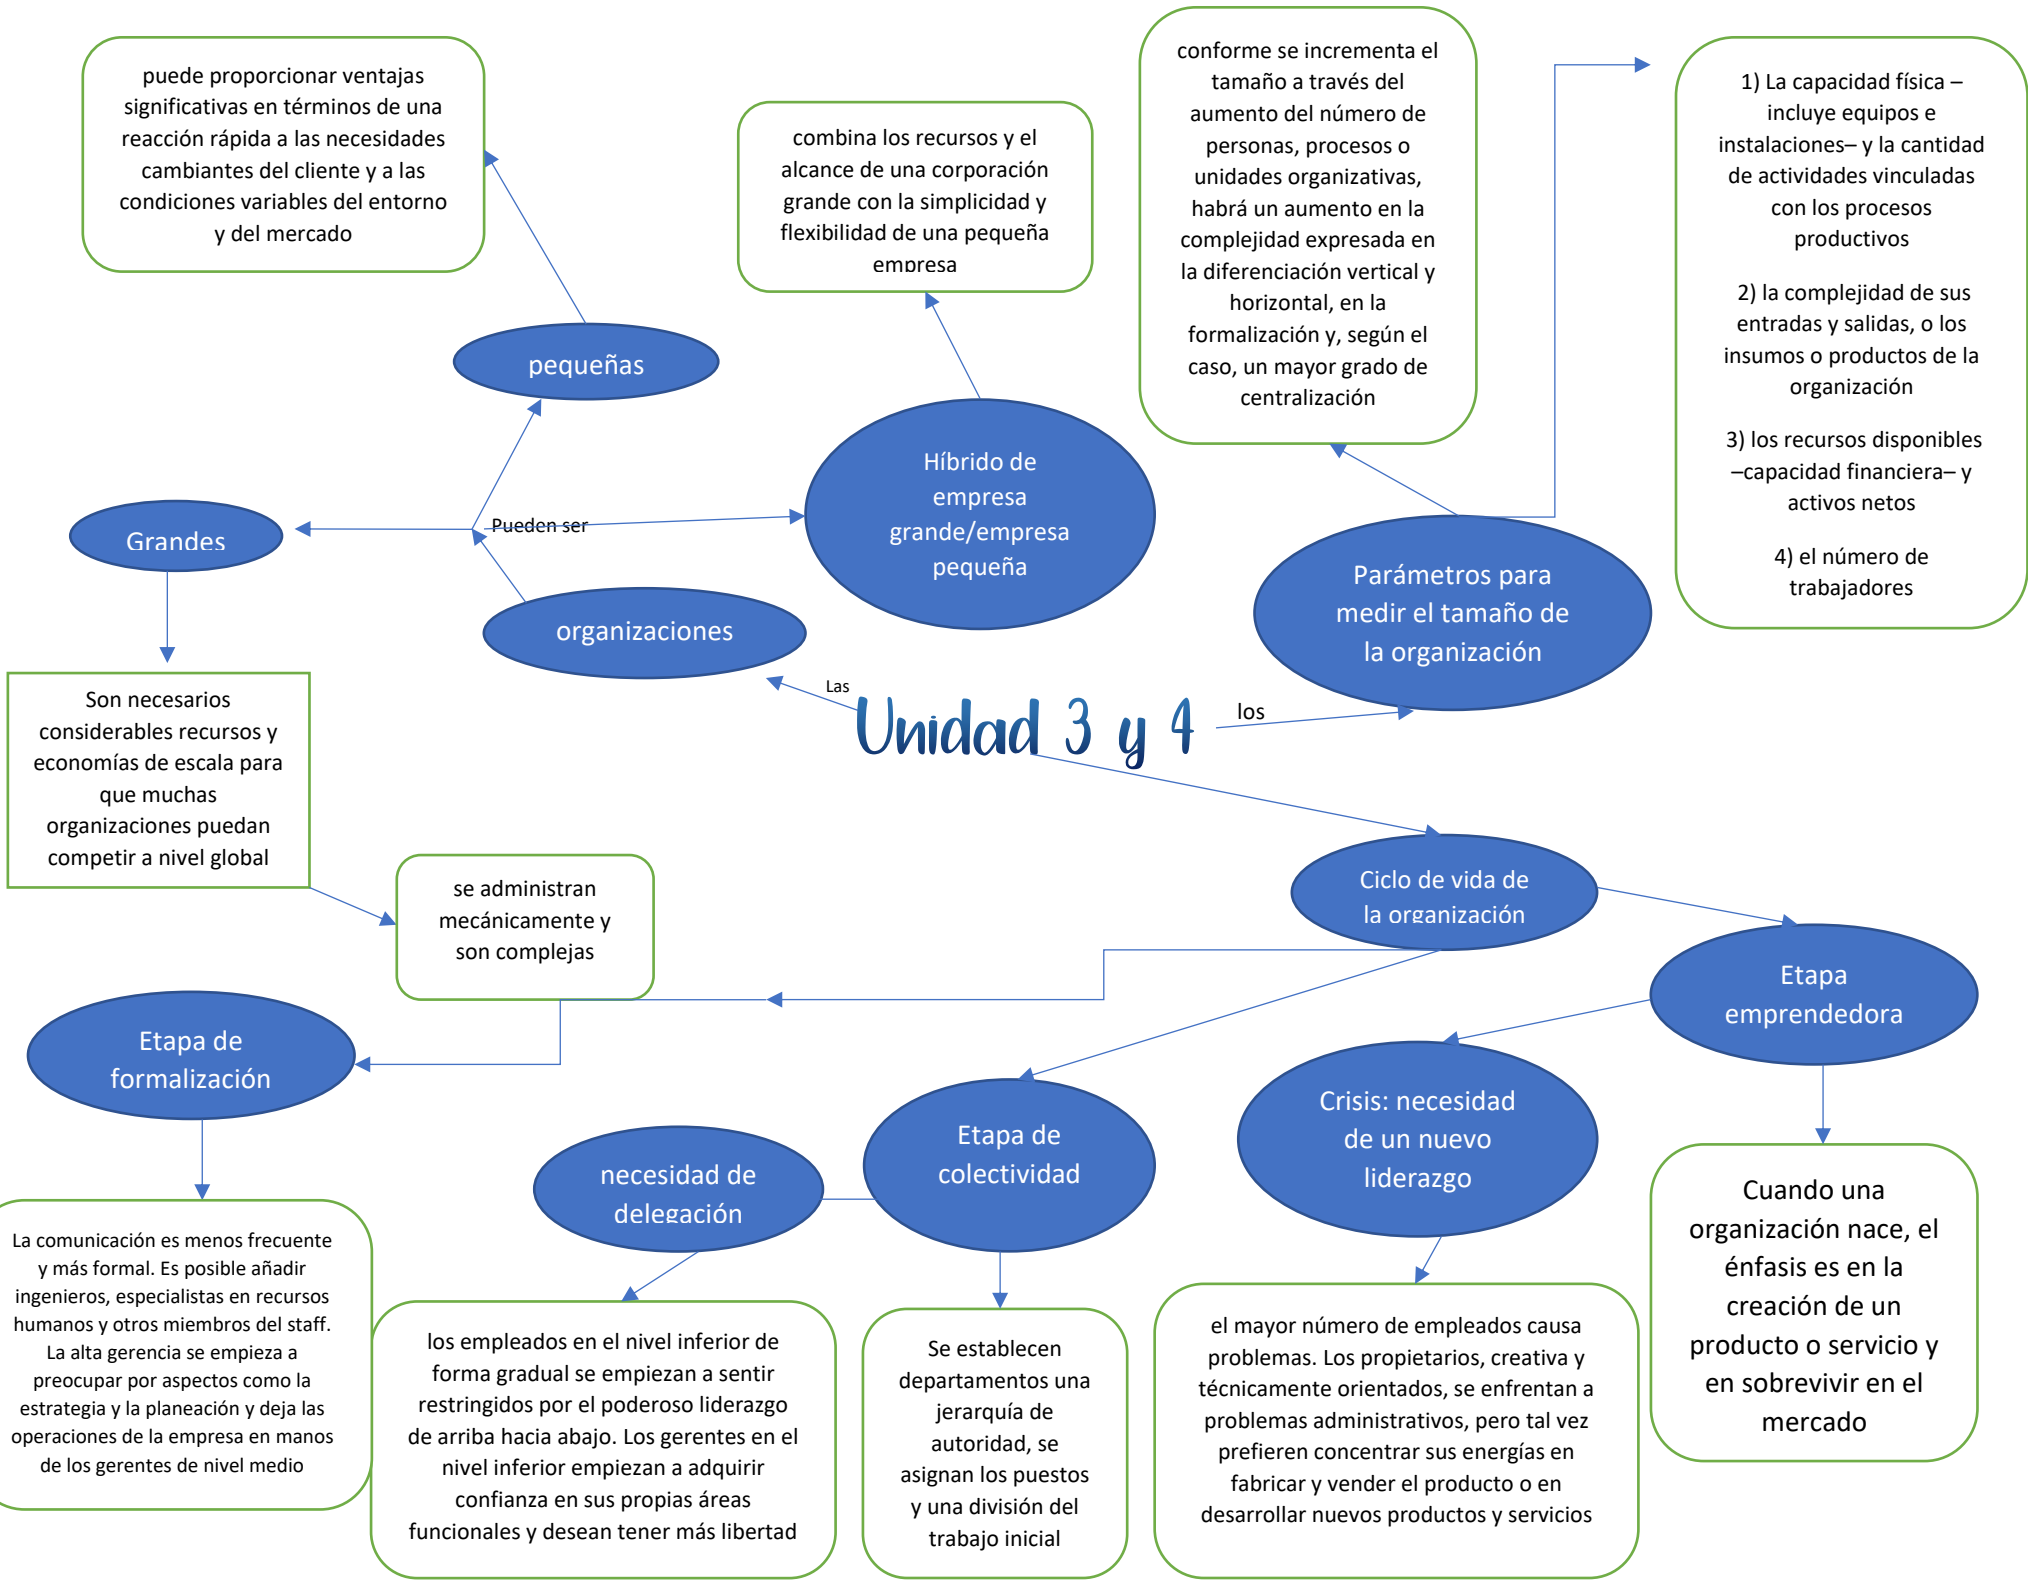 puede proporcionar ventajas
significativas en términos de una
reacción rápida a las necesidades
cambiantes del cliente y a las
condiciones variables del entorno
y del mercado
combina los recursos y el
alcance de una corporación
grande con la simplicidad y
flexibilidad de una pequeña
empresa
conforme se incrementa el
tamaño a través del
aumento del número de
personas, procesos o
unidades organizativas,
habrá un aumento en la
complejidad expresada en
la diferenciación vertical y
horizontal, en la
formalización y, según el
caso, un mayor grado de
centralización
1) La capacidad física –
incluye equipos e
instalaciones– y la cantidad
de actividades vinculadas
con los procesos
productivos
2) la complejidad de sus
entradas y salidas, o los
insumos o productos de la
organización
3) los recursos disponibles
–capacidad financiera– y
activos netos
4) el número de
trabajadores
pequeñas
Híbrido de
empresa
grande/empresa
pequeña
Grandes
Pueden ser
organizaciones
Parámetros para
medir el tamaño de
la organización
Las
Unidad 3 y 4
los
Son necesarios
considerables recursos y
economías de escala para
que muchas
organizaciones puedan
competir a nivel global
se administran
mecánicamente y
son complejas
Ciclo de vida de
la organización
Etapa
emprendedora
Etapa de
formalización
Crisis: necesidad
de un nuevo
liderazgo
Etapa de
colectividad
necesidad de
delegación
La comunicación es menos frecuente
y más formal. Es posible añadir
ingenieros, especialistas en recursos
humanos y otros miembros del staff.
La alta gerencia se empieza a
preocupar por aspectos como la
estrategia y la planeación y deja las
operaciones de la empresa en manos
de los gerentes de nivel medio
los empleados en el nivel inferior de
forma gradual se empiezan a sentir
restringidos por el poderoso liderazgo
de arriba hacia abajo. Los gerentes en el
nivel inferior empiezan a adquirir
confianza en sus propias áreas
funcionales y desean tener más libertad
Se establecen
departamentos una
jerarquía de
autoridad, se
asignan los puestos
y una división del
trabajo inicial
el mayor número de empleados causa
problemas. Los propietarios, creativa y
técnicamente orientados, se enfrentan a
problemas administrativos, pero tal vez
prefieren concentrar sus energías en
fabricar y vender el producto o en
desarrollar nuevos productos y servicios
Cuando una
organización nace, el
énfasis es en la
creación de un
producto o servicio y
en sobrevivir en el
mercado